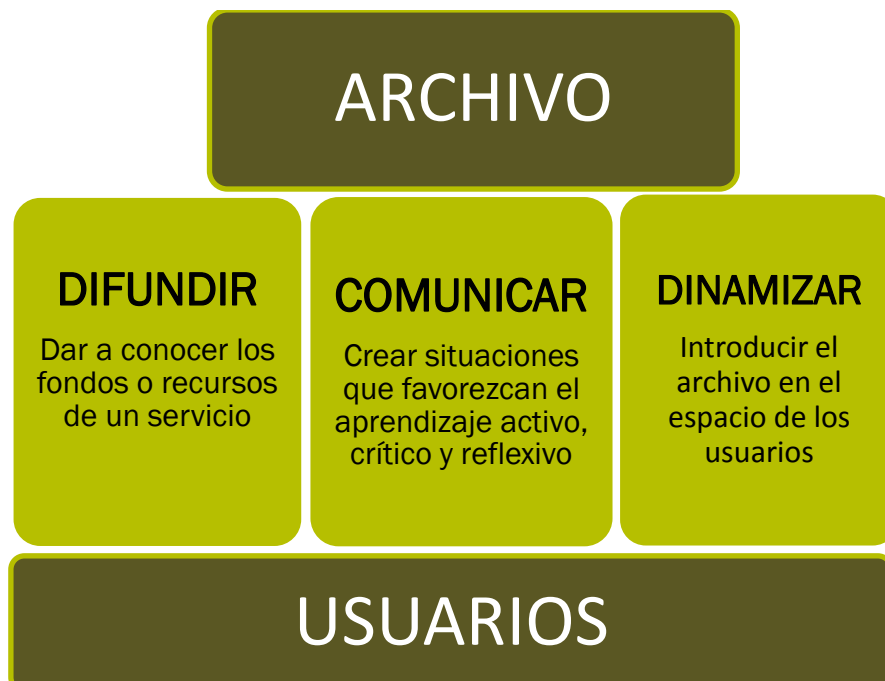 ARCHIVO
DIFUNDIR
Dar a conocer los
fondos o recursos
de un servicio
COMUNICAR
Crear situaciones
que favorezcan el
aprendizaje activo,
crítico y reflexivo
DINAMIZAR
Introducir el
archivo en el
espacio de los
usuarios
USUARIOS